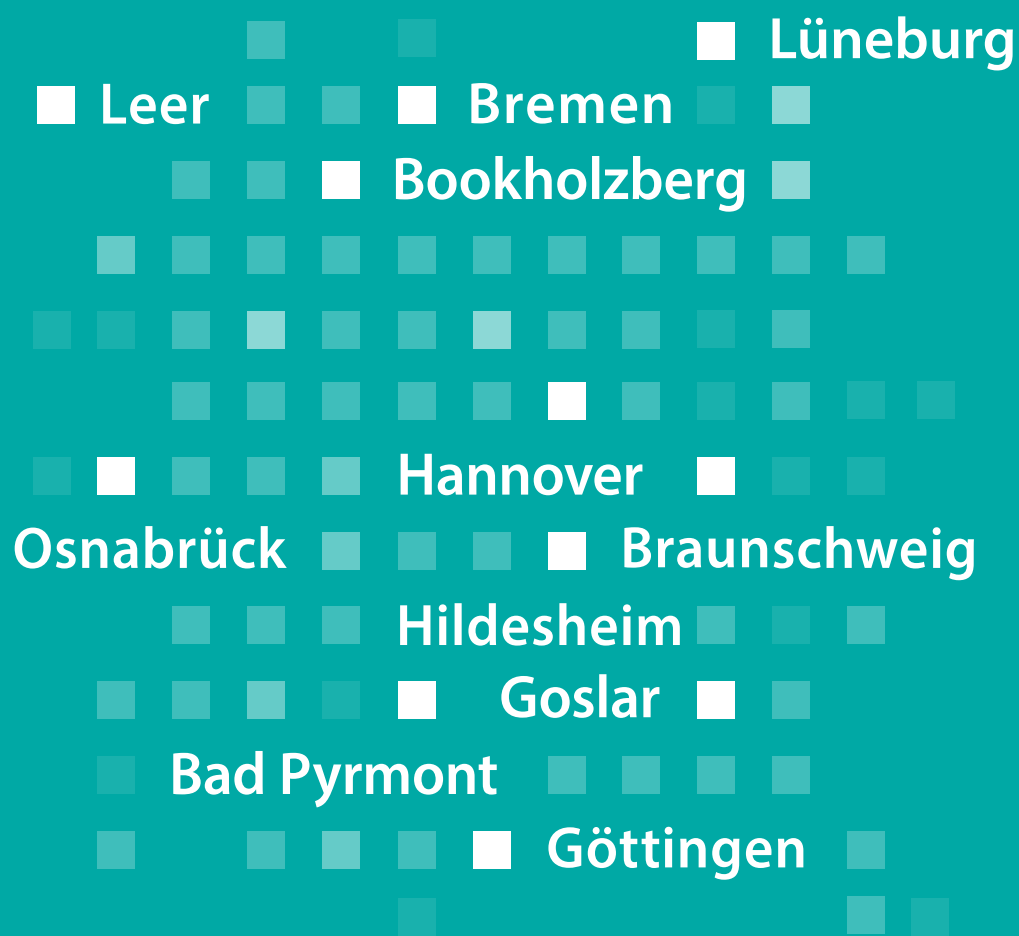 Lüneburg
Leer
Bremen
Bookholzberg
Hannover
Osnabrück
Braunschweig
Hildesheim
Goslar
Bad Pyrmont
Göttingen